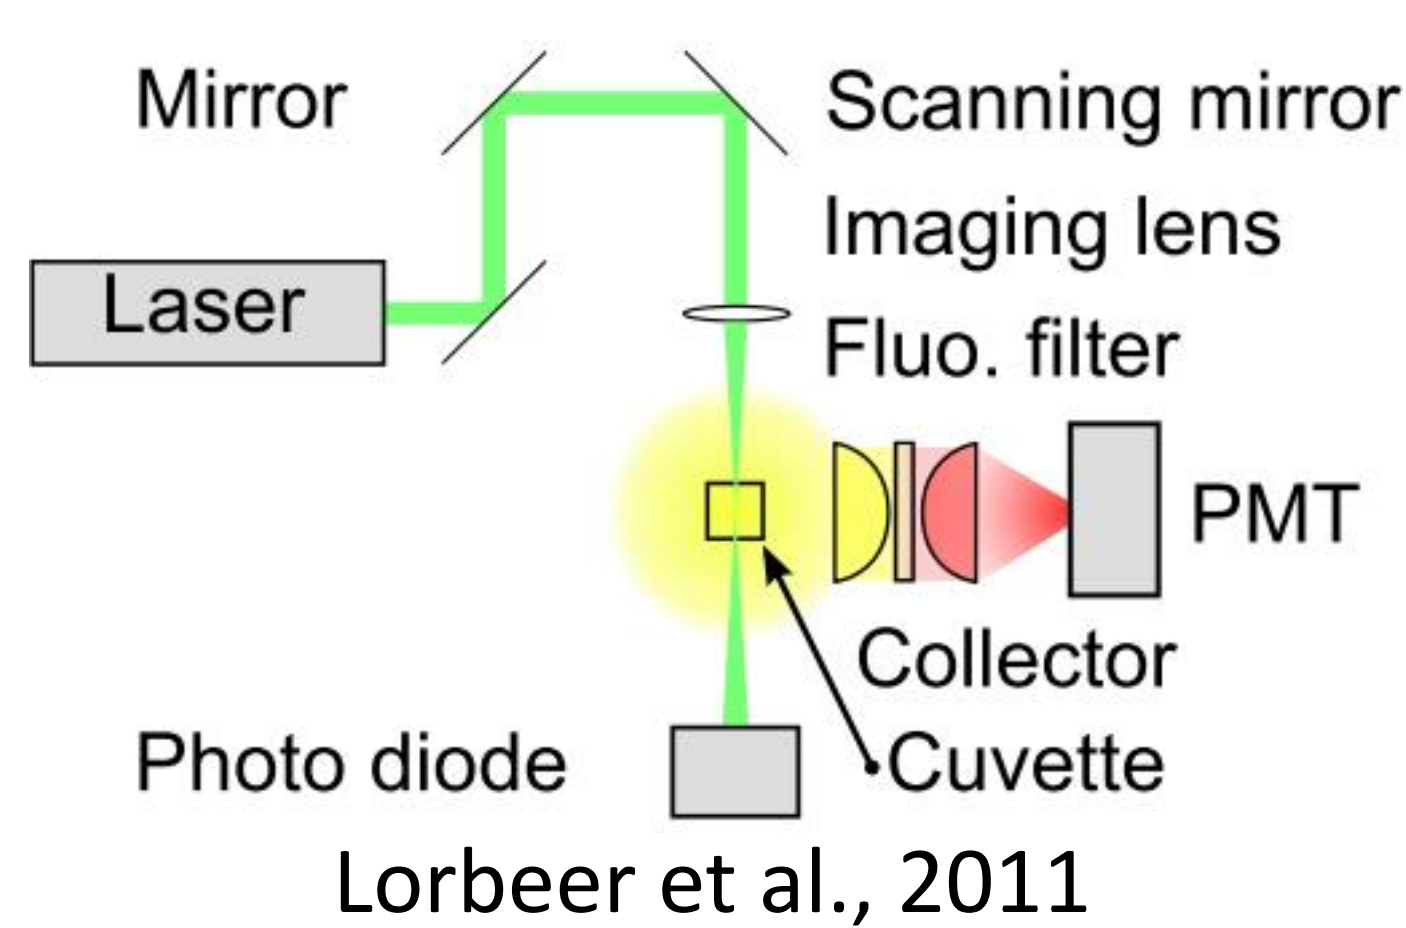 Mirror
Scanning mirror
Imaging lens
Laser
Fluo. filter
PMT
Collector
Photo diode
Cuvette
Lorbeer et al., 2011